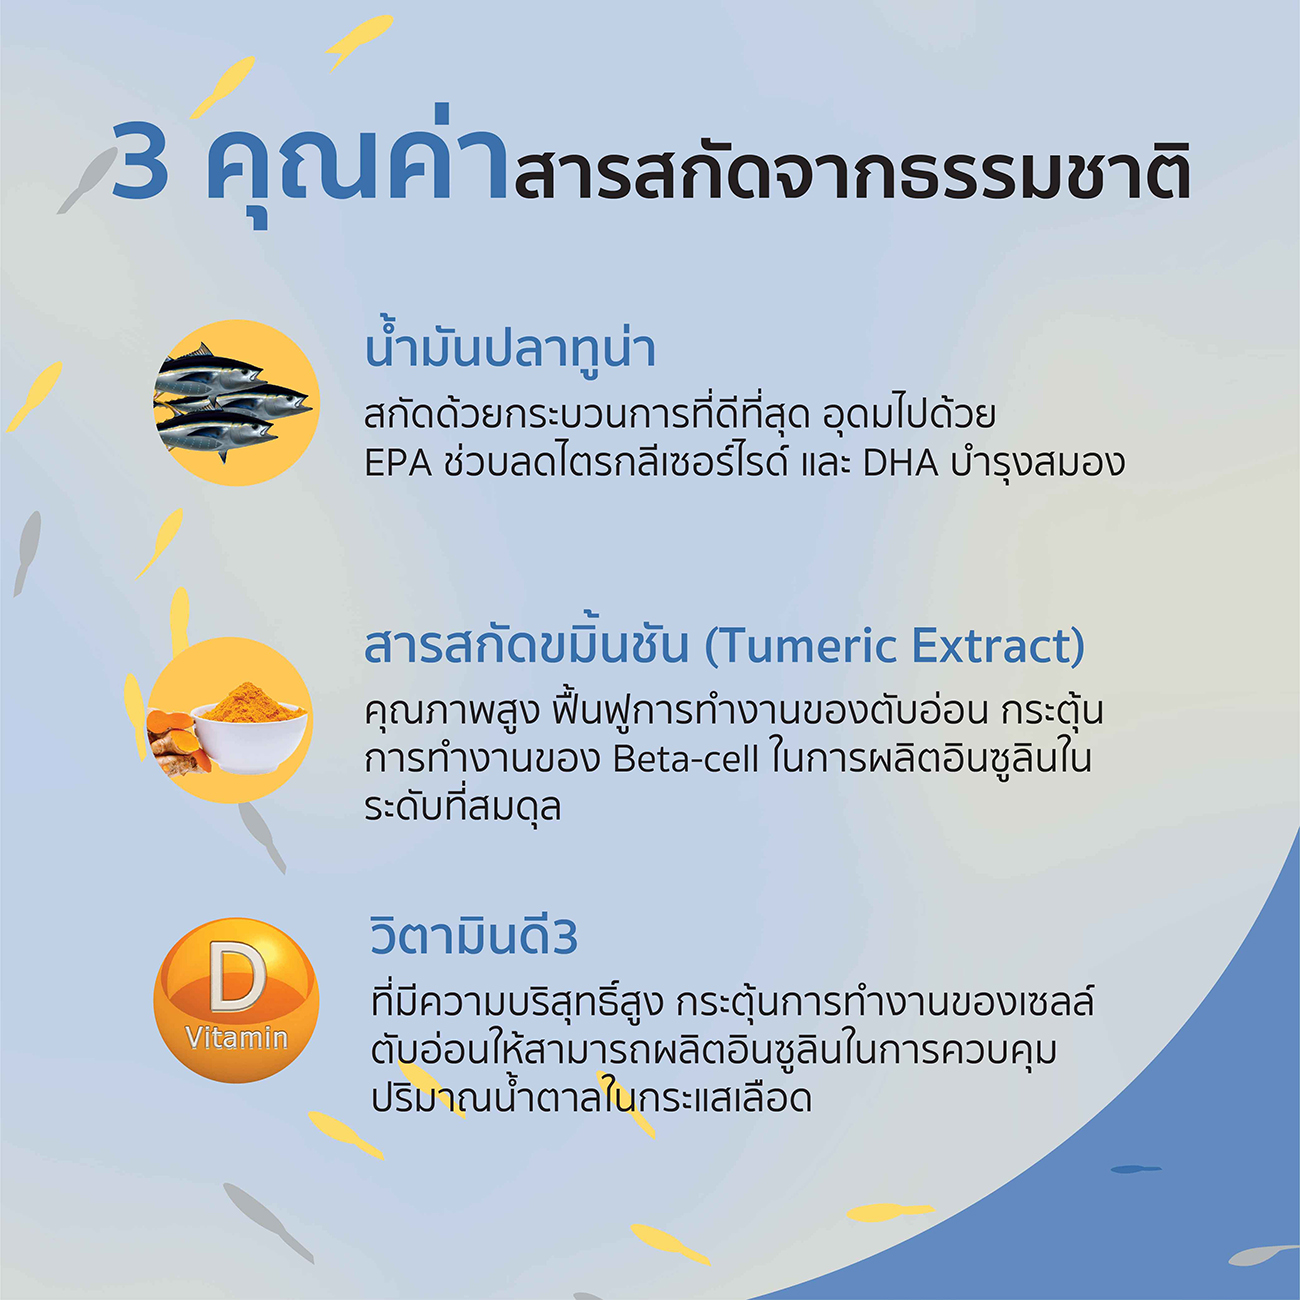 3 คุณค่าสารสกัดจากธรรมชาติ
น้ำมันปลาทูน่า
สกัดด้วยกระบวนการที่ดีที่สุด อุดมไปด้วย
EPA ช่วบลดไตรกลีเซอร์ไรด์ และ DHA บำรุงสมอง
สารสกัดขมิ้นชัน (Tumeric Extract)
คุณภาพสูง ฟื้นฟูการทำงานของตับอ่อน กระตุ้น
การทำงานของ Beta-cell ในการผลิตอินซูลินใน
ระดับที่สมดุล
D
Vitamin
วิตามินดี3
ที่มีความบริสุทธิ์สูง กระตุ้นการทำงานของเซลล์
ตับอ่อนให้สามารถผลิตอินซูลินในการควบคุม
ปริมาณน้ำตาลในกระแสเลือด